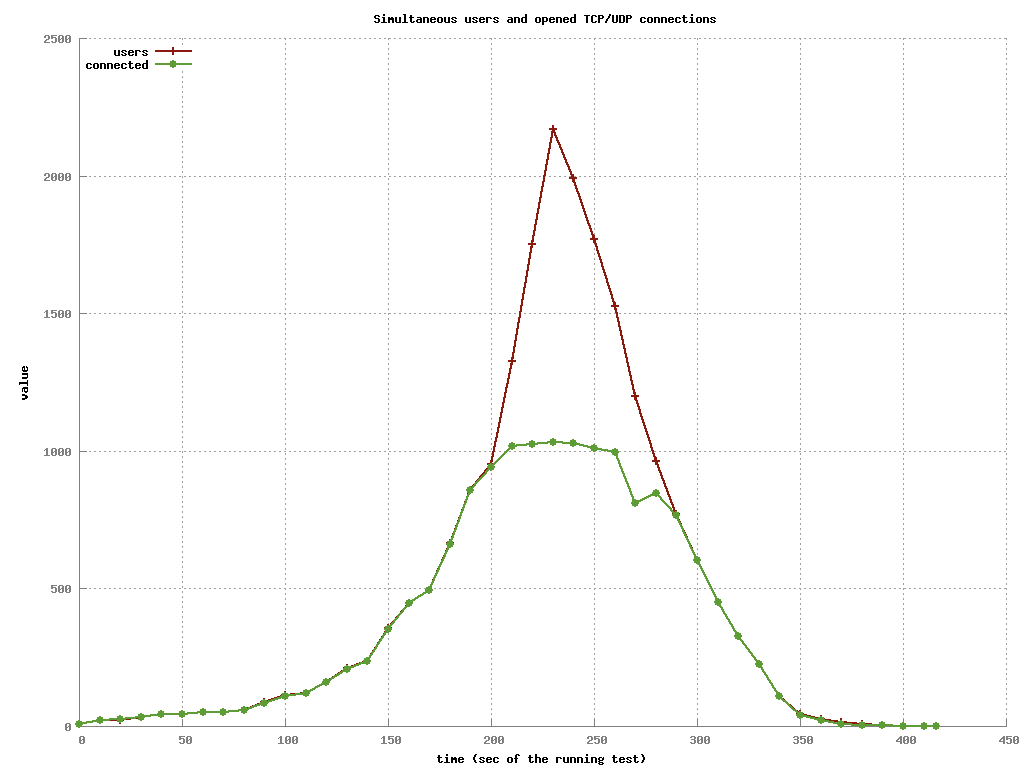 Simultaneous users and opened TCP/UDP connections
2500
users
connected
2000
1500
value
1000
500
0
0 50 100 150 200 250 300 350 400 450
time (sec of the running test)